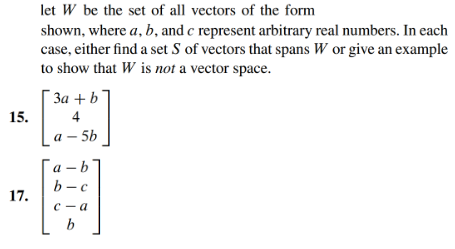 let W be the set of all vectors of the form
shown, where a, b, and c represent arbitrary real numbers. In each
case, either find a set S of vectors that spans W or give an example
to show that W is not a vector space.
15. [ 3a + b
4
a − 5b ]
17. [ a − b
b − c
c − a
b ]